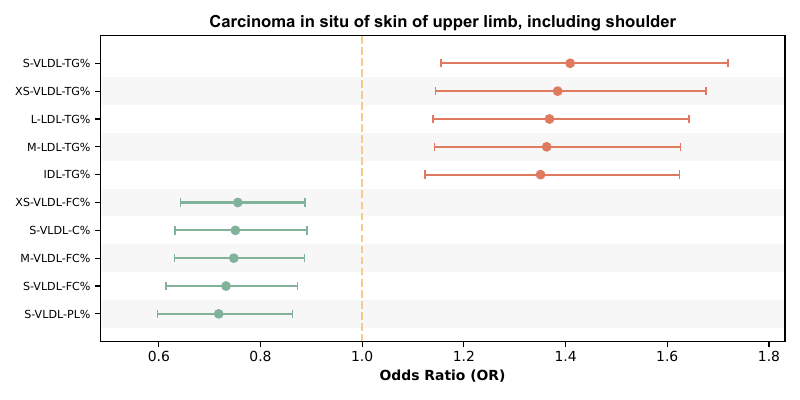 Carcinoma in situ of skin of upper limb, including shoulder
S-VLDL-TG%
XS-VLDL-TG%
L-LDL-TG%
M-LDL-TG%
IDL-TG%
XS-VLDL-FC%
S-VLDL-C%
M-VLDL-FC%
S-VLDL-FC%
S-VLDL-PL%
0.6 0.8 1.0 1.2 1.4 1.6 1.8
Odds Ratio (OR)